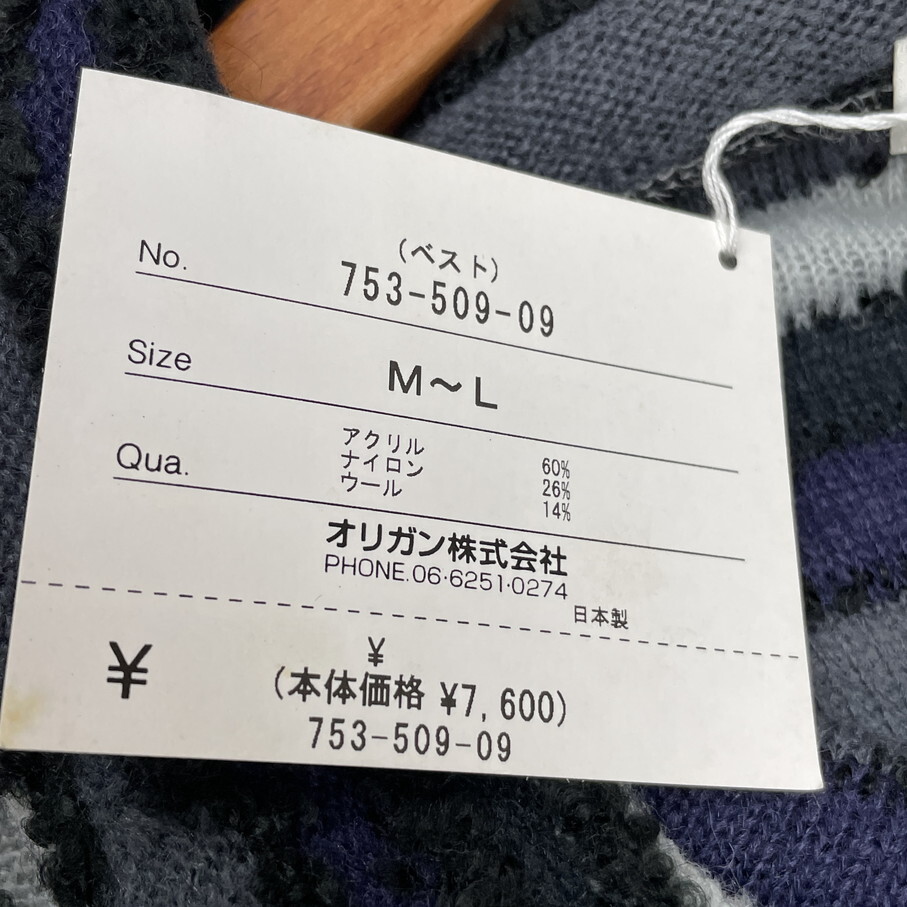 (ベスト)
No. 753-509-09
Size M〜L
アクリル 60%
Qua. ナイロン 26%
ウール 14%
オリガン株式会社
PHONE.06·6251·0274
日本製
¥
¥ (本体価格 ¥7,600)
753-509-09